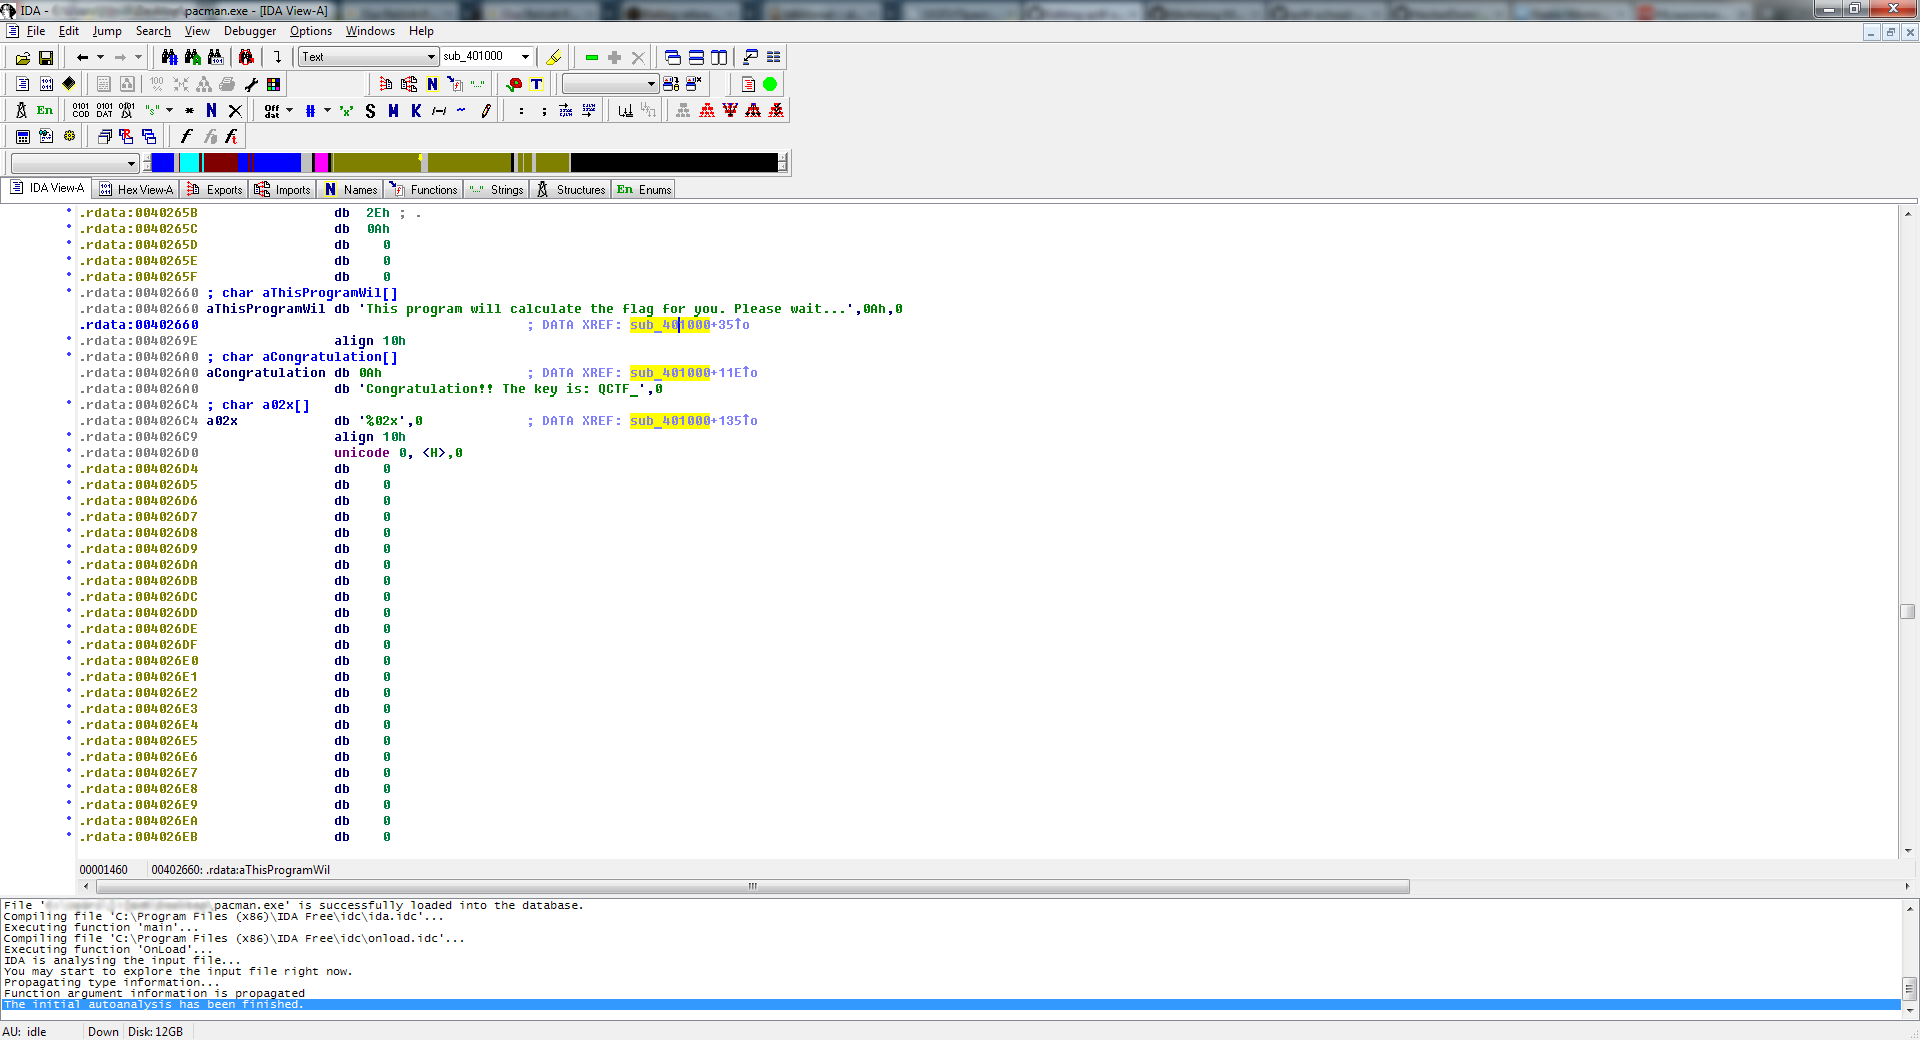 IDA - pacman.exe - [IDA View-A]
File Edit Jump Search View Debugger Options Windows Help
Text sub_401000
IDA View-A Hex View-A Exports Imports N Names Functions Strings Structures En Enums
.rdata:0040265B db 2Eh ; .
.rdata:0040265C db 0Ah
.rdata:0040265D db 0
.rdata:0040265E db 0
.rdata:0040265F db 0
.rdata:00402660 ; char aThisProgramWil[]
.rdata:00402660 aThisProgramWil db 'This program will calculate the flag for you. Please wait...',0Ah,0
.rdata:00402660 ; DATA XREF: sub_401000+35↑o
.rdata:0040269E align 10h
.rdata:004026A0 ; char aCongratulation[]
.rdata:004026A0 aCongratulation db 0Ah ; DATA XREF: sub_401000+11E↑o
.rdata:004026A0 db 'Congratulation!! The key is: QCTF_',0
.rdata:004026C4 ; char a02x[]
.rdata:004026C4 a02x db '%02x',0 ; DATA XREF: sub_401000+135↑o
.rdata:004026C9 align 10h
.rdata:004026D0 unicode 0, <H>,0
.rdata:004026D4 db 0
.rdata:004026D5 db 0
.rdata:004026D6 db 0
.rdata:004026D7 db 0
.rdata:004026D8 db 0
.rdata:004026D9 db 0
.rdata:004026DA db 0
.rdata:004026DB db 0
.rdata:004026DC db 0
.rdata:004026DD db 0
.rdata:004026DE db 0
.rdata:004026DF db 0
.rdata:004026E0 db 0
.rdata:004026E1 db 0
.rdata:004026E2 db 0
.rdata:004026E3 db 0
.rdata:004026E4 db 0
.rdata:004026E5 db 0
.rdata:004026E6 db 0
.rdata:004026E7 db 0
.rdata:004026E8 db 0
.rdata:004026E9 db 0
.rdata:004026EA db 0
.rdata:004026EB db 0
00001460 00402660: .rdata:aThisProgramWil
File ' pacman.exe' is successfully loaded into the database.
Compiling file 'C:\Program Files (x86)\IDA Free\idc\ida.idc'...
Executing function 'main'...
Compiling file 'C:\Program Files (x86)\IDA Free\idc\onload.idc'...
Executing function 'OnLoad'...
IDA is analysing the input file...
You may start to explore the input file right now.
Propagating type information...
Function argument information is propagated
The initial autoanalysis has been finished.
AU: idle Down Disk: 12GB